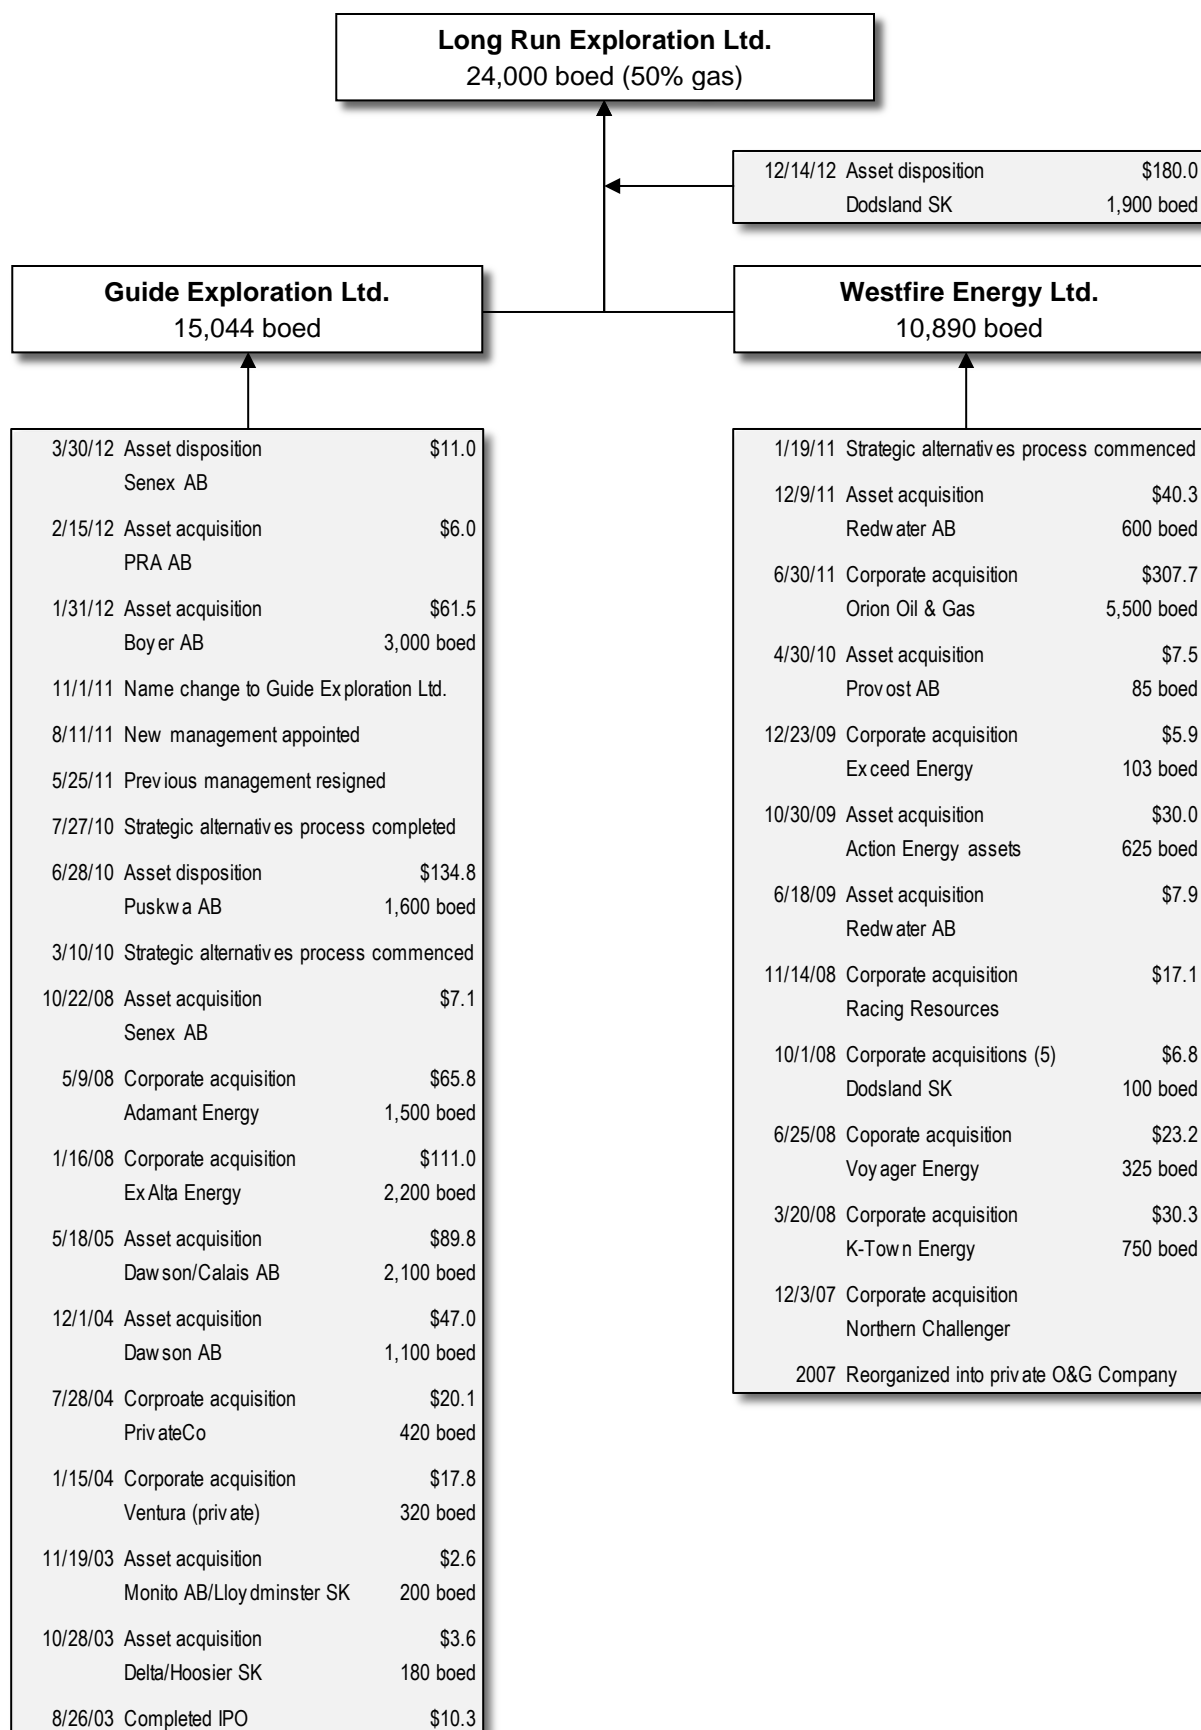 Long Run Exploration Ltd.
24,000 boed (50% gas)
12/14/12 Asset disposition $180.0
Dodsland SK 1,900 boed
Guide Exploration Ltd.
15,044 boed
Westfire Energy Ltd.
10,890 boed
3/30/12 Asset disposition $11.0
Senex AB
2/15/12 Asset acquisition $6.0
PRA AB
1/31/12 Asset acquisition $61.5
Boyer AB 3,000 boed
11/1/11 Name change to Guide Exploration Ltd.
8/11/11 New management appointed
5/25/11 Previous management resigned
7/27/10 Strategic alternatives process completed
6/28/10 Asset disposition $134.8
Puskwa AB 1,600 boed
3/10/10 Strategic alternatives process commenced
10/22/08 Asset acquisition $7.1
Senex AB
5/9/08 Corporate acquisition $65.8
Adamant Energy 1,500 boed
1/16/08 Corporate acquisition $111.0
ExAlta Energy 2,200 boed
5/18/05 Asset acquisition $89.8
Dawson/Calais AB 2,100 boed
12/1/04 Asset acquisition $47.0
Dawson AB 1,100 boed
7/28/04 Corproate acquisition $20.1
PrivateCo 420 boed
1/15/04 Corporate acquisition $17.8
Ventura (private) 320 boed
11/19/03 Asset acquisition $2.6
Monito AB/Lloydminster SK 200 boed
10/28/03 Asset acquisition $3.6
Delta/Hoosier SK 180 boed
8/26/03 Completed IPO $10.3
1/19/11 Strategic alternatives process commenced
12/9/11 Asset acquisition $40.3
Redwater AB 600 boed
6/30/11 Corporate acquisition $307.7
Orion Oil & Gas 5,500 boed
4/30/10 Asset acquisition $7.5
Provost AB 85 boed
12/23/09 Corporate acquisition $5.9
Exceed Energy 103 boed
10/30/09 Asset acquisition $30.0
Action Energy assets 625 boed
6/18/09 Asset acquisition $7.9
Redwater AB
11/14/08 Corporate acquisition $17.1
Racing Resources
10/1/08 Corporate acquisitions (5) $6.8
Dodsland SK 100 boed
6/25/08 Coporate acquisition $23.2
Voyager Energy 325 boed
3/20/08 Corporate acquisition $30.3
K-Town Energy 750 boed
12/3/07 Corporate acquisition
Northern Challenger
2007 Reorganized into private O&G Company